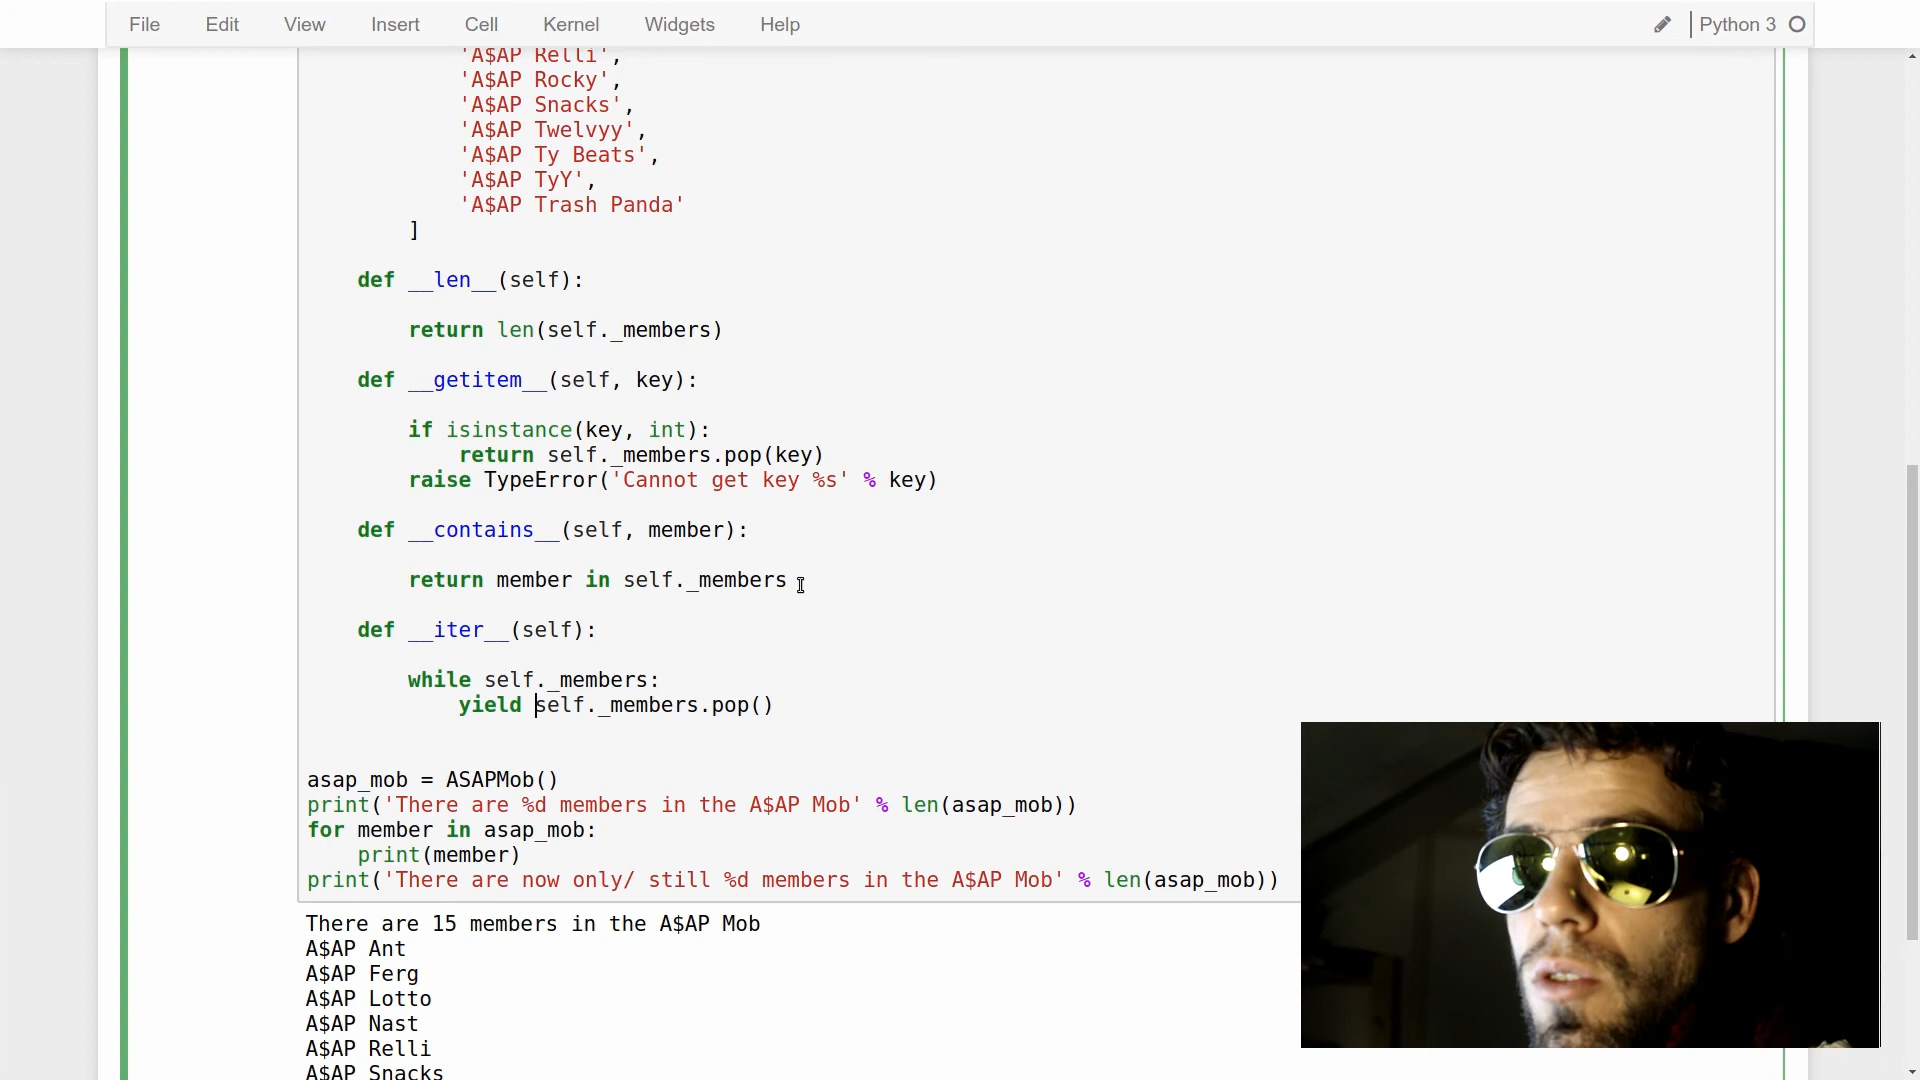 File Edit View Insert Cell Kernel Widgets Help Python 3
'A$AP Relli',
'A$AP Rocky',
'A$AP Snacks',
'A$AP Twelvyy',
'A$AP Ty Beats',
'A$AP TyY',
'A$AP Trash Panda'
]
def __len__(self):
return len(self._members)
def __getitem__(self, key):
if isinstance(key, int):
return self._members.pop(key)
raise TypeError('Cannot get key %s' % key)
def __contains__(self, member):
return member in self._members
def __iter__(self):
while self._members:
yield self._members.pop()
asap_mob = ASAPMob()
print('There are %d members in the A$AP Mob' % len(asap_mob))
for member in asap_mob:
print(member)
print('There are now only/ still %d members in the A$AP Mob' % len(asap_mob))
There are 15 members in the A$AP Mob
A$AP Ant
A$AP Ferg
A$AP Lotto
A$AP Nast
A$AP Relli
A$AP Snacks